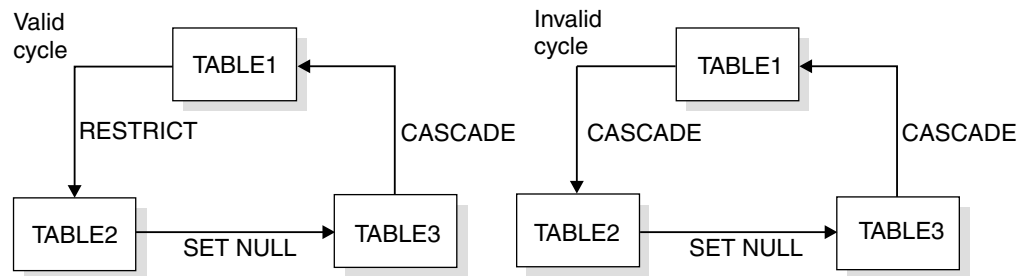 Valid
cycle
TABLE1
RESTRICT
CASCADE
TABLE2
SET NULL
TABLE3
Invalid
cycle
TABLE1
CASCADE
CASCADE
TABLE2
SET NULL
TABLE3